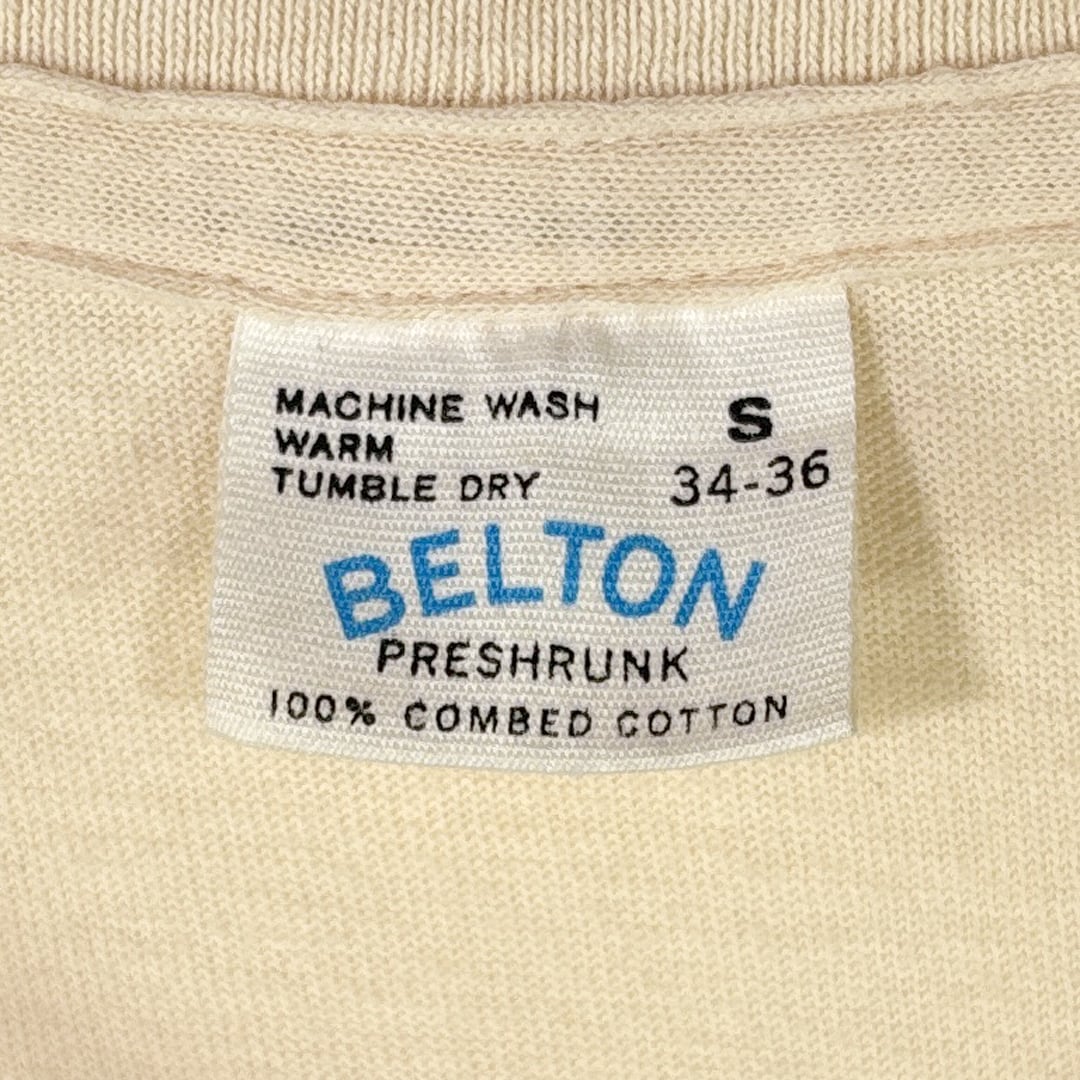 MACHINE WASH
WARM
TUMBLE DRY
S
34-36
BELTON
PRESHRUNK
100% COMBED COTTON